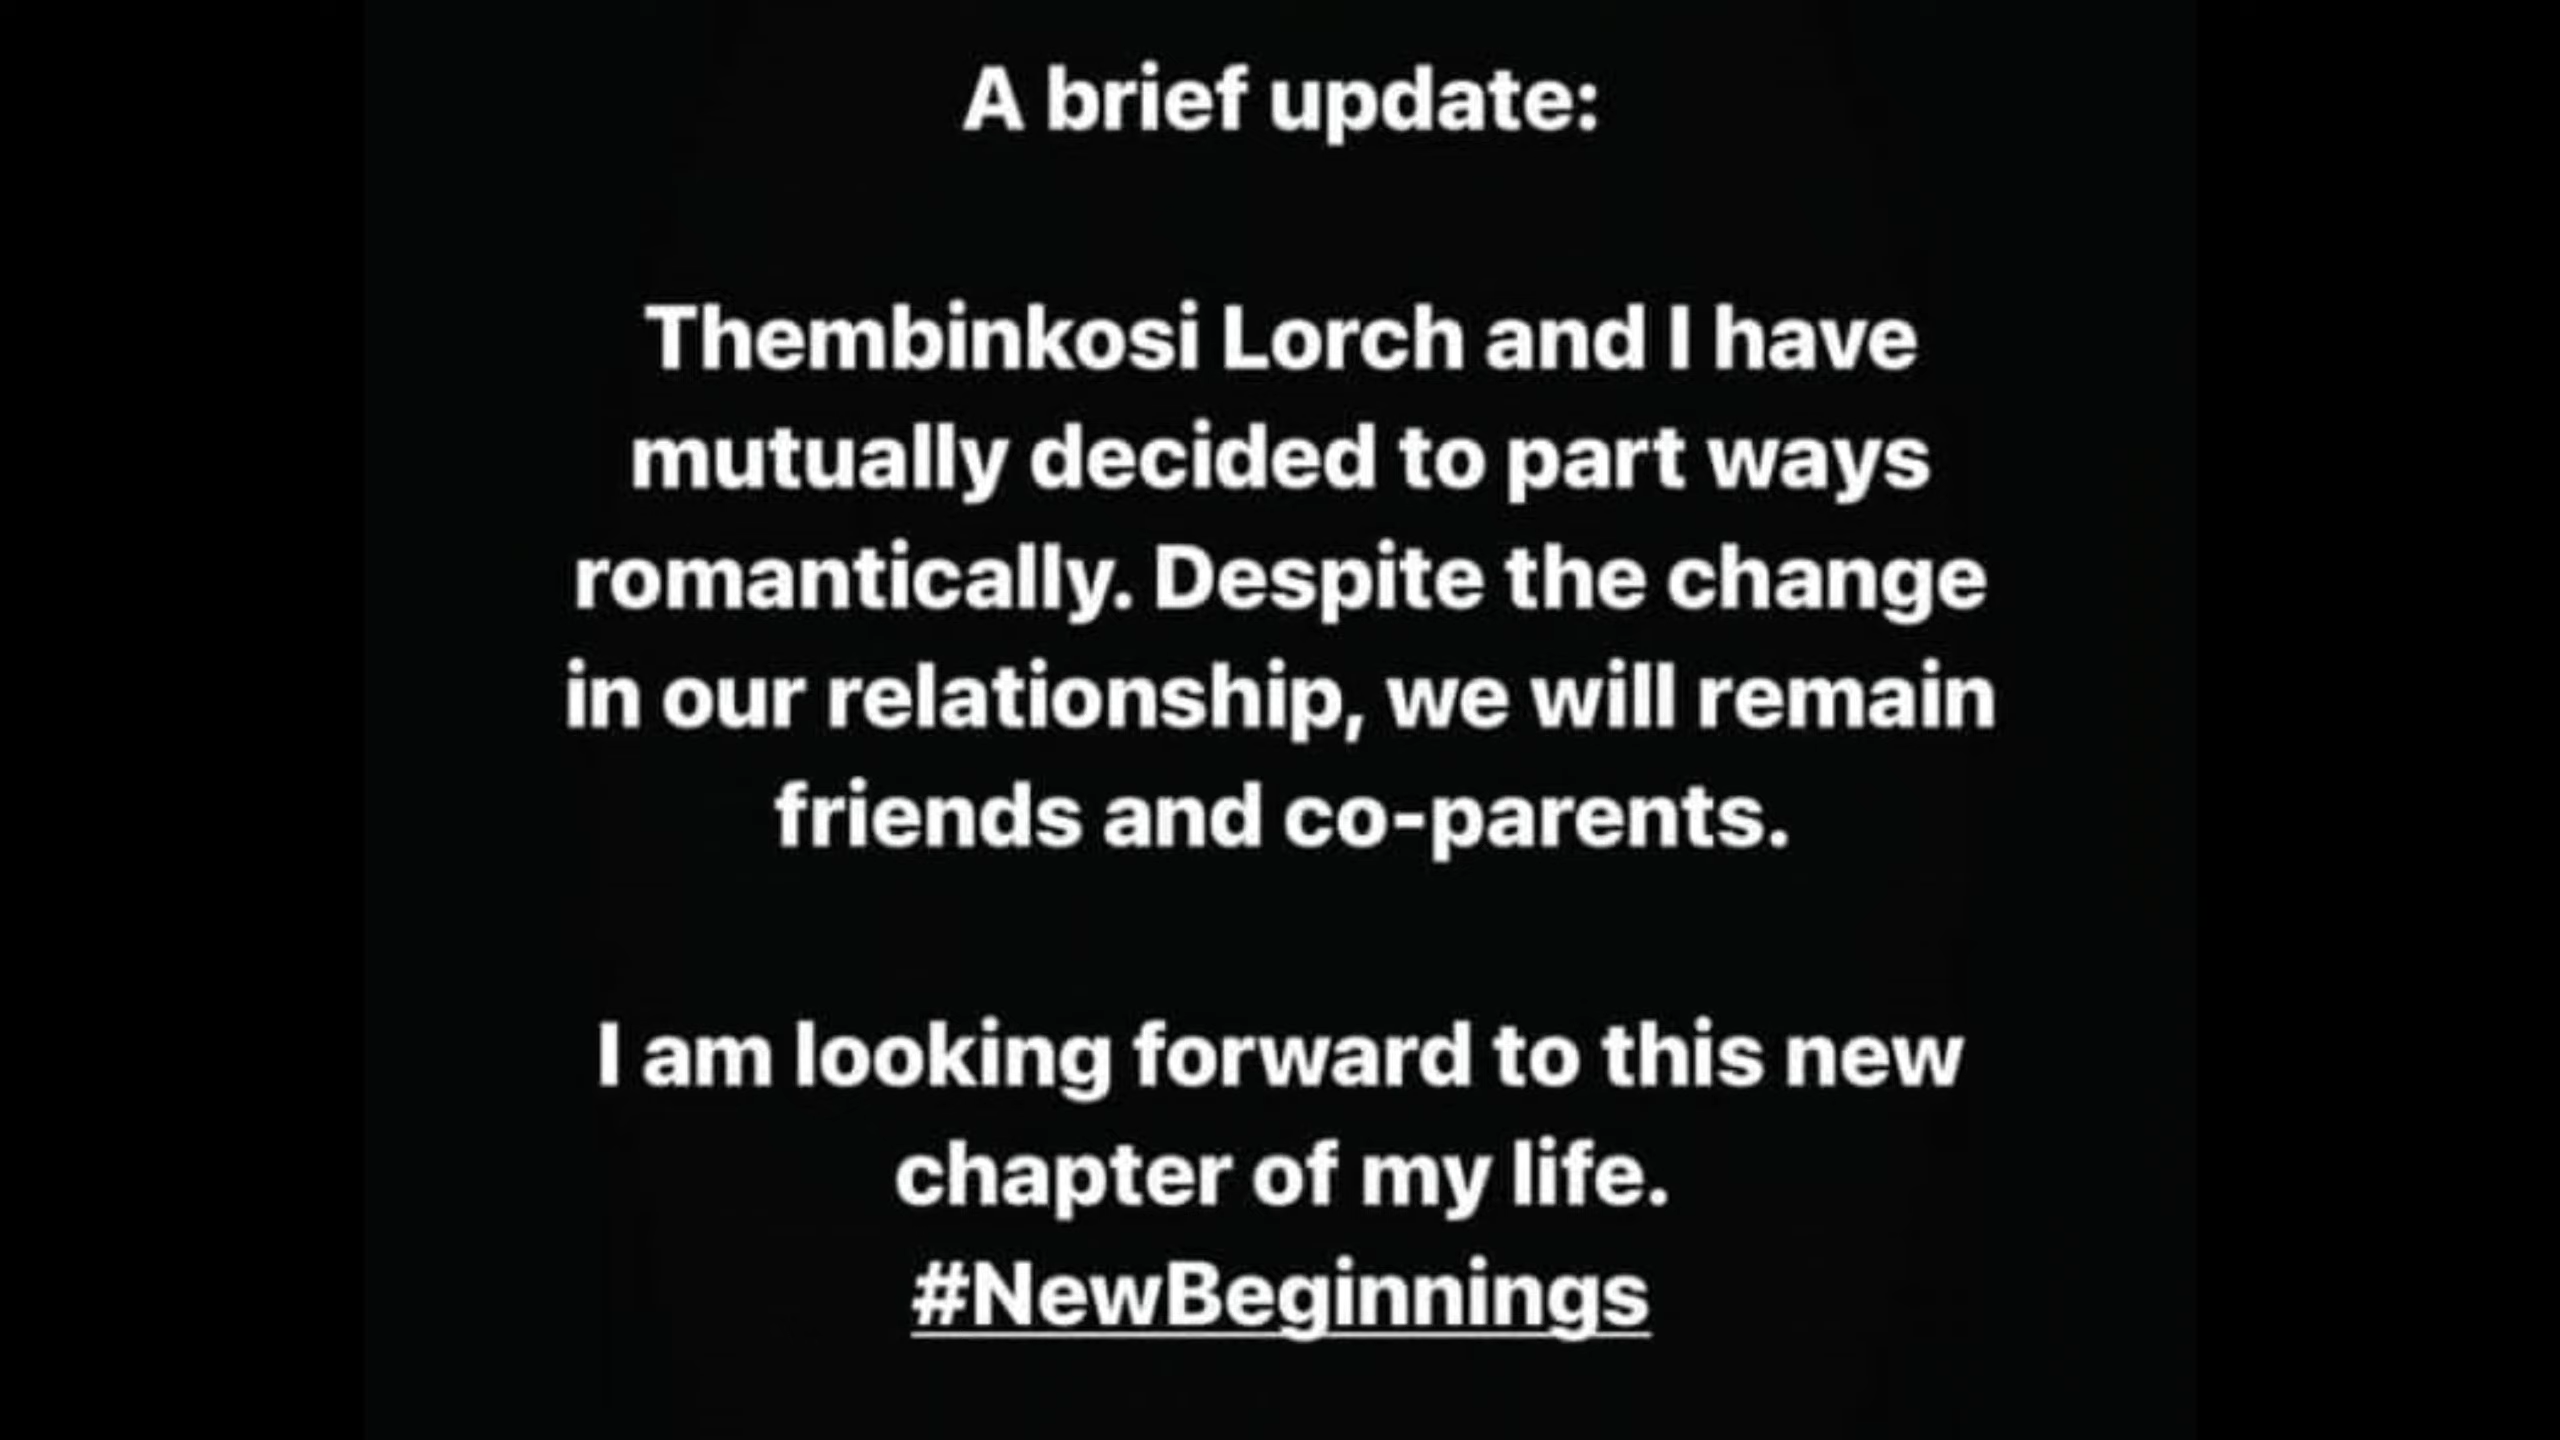 A brief update:
Thembinkosi Lorch and I have
mutually decided to part ways
romantically. Despite the change
in our relationship, we will remain
friends and co-parents.
I am looking forward to this new
chapter of my life.
#NewBeginnings